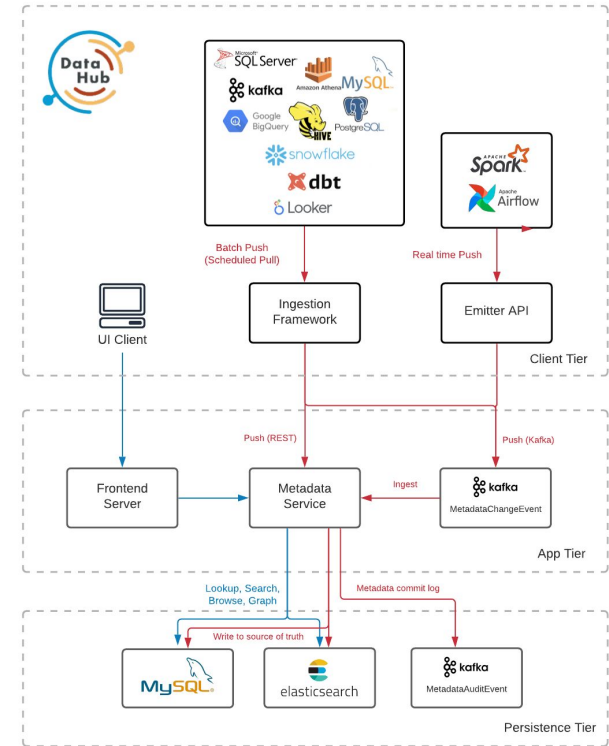 Data
Hub
Microsoft®
SQL Server®
kafka
Amazon Athena
MySQL
Google
BigQuery
HIVE
PostgreSQL
snowflake
dbt
Looker
APACHE
Spark
Apache
Airflow
Batch Push
(Scheduled Pull)
Real time Push
UI Client
Ingestion
Framework
Emitter API
Client Tier
Push (REST)
Push (Kafka)
Frontend
Server
Metadata
Service
Ingest
kafka
MetadataChangeEvent
App Tier
Lookup, Search,
Browse, Graph
Metadata commit log
Write to source of truth
MySQL®
elasticsearch
kafka
MetadataAuditEvent
Persistence Tier